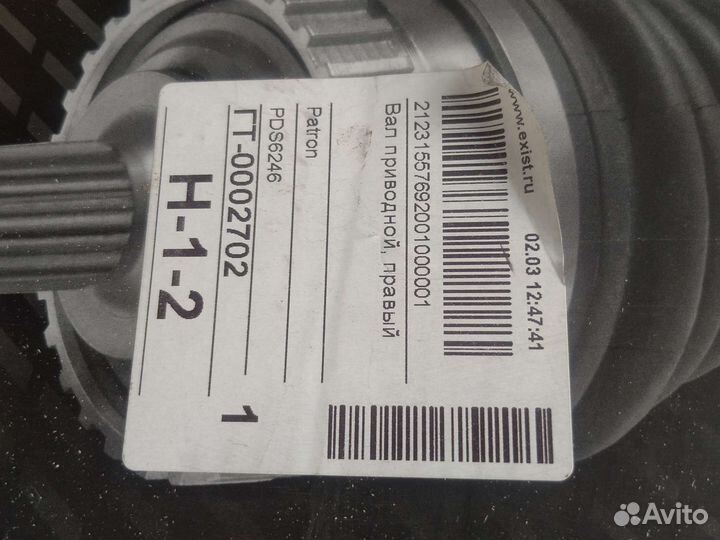 www.exist.ru
02.03 12:47:41
21231557692001000001
Вал приводной, правый
Patron
PDS6246
ГТ-0002702
1
Н-1-2
Avito